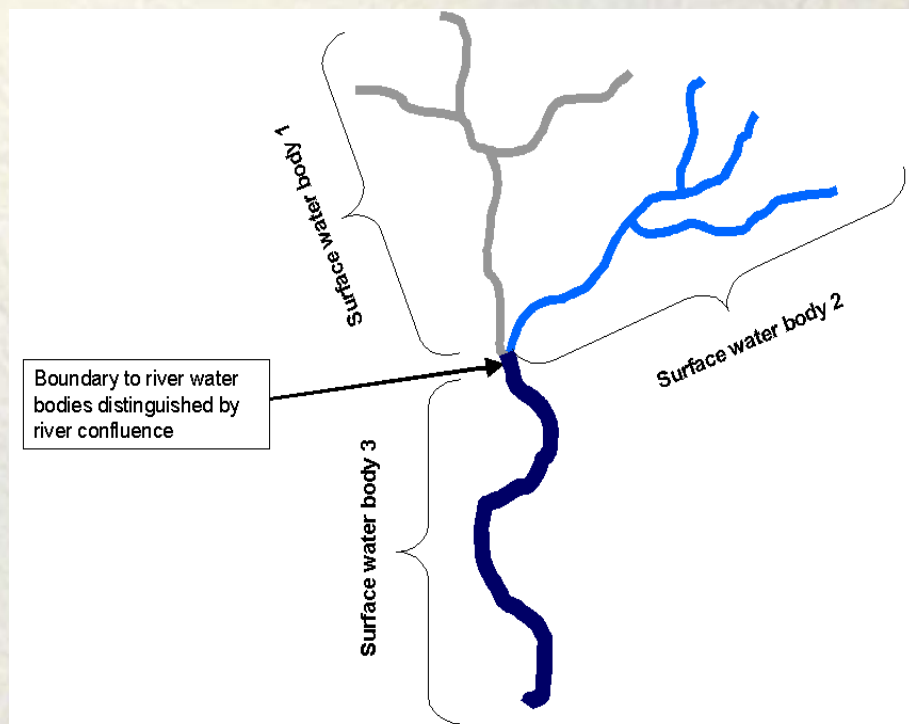 Surface water body 1
Surface water body 2
Boundary to river water
bodies distinguished by
river confluence
Surface water body 3